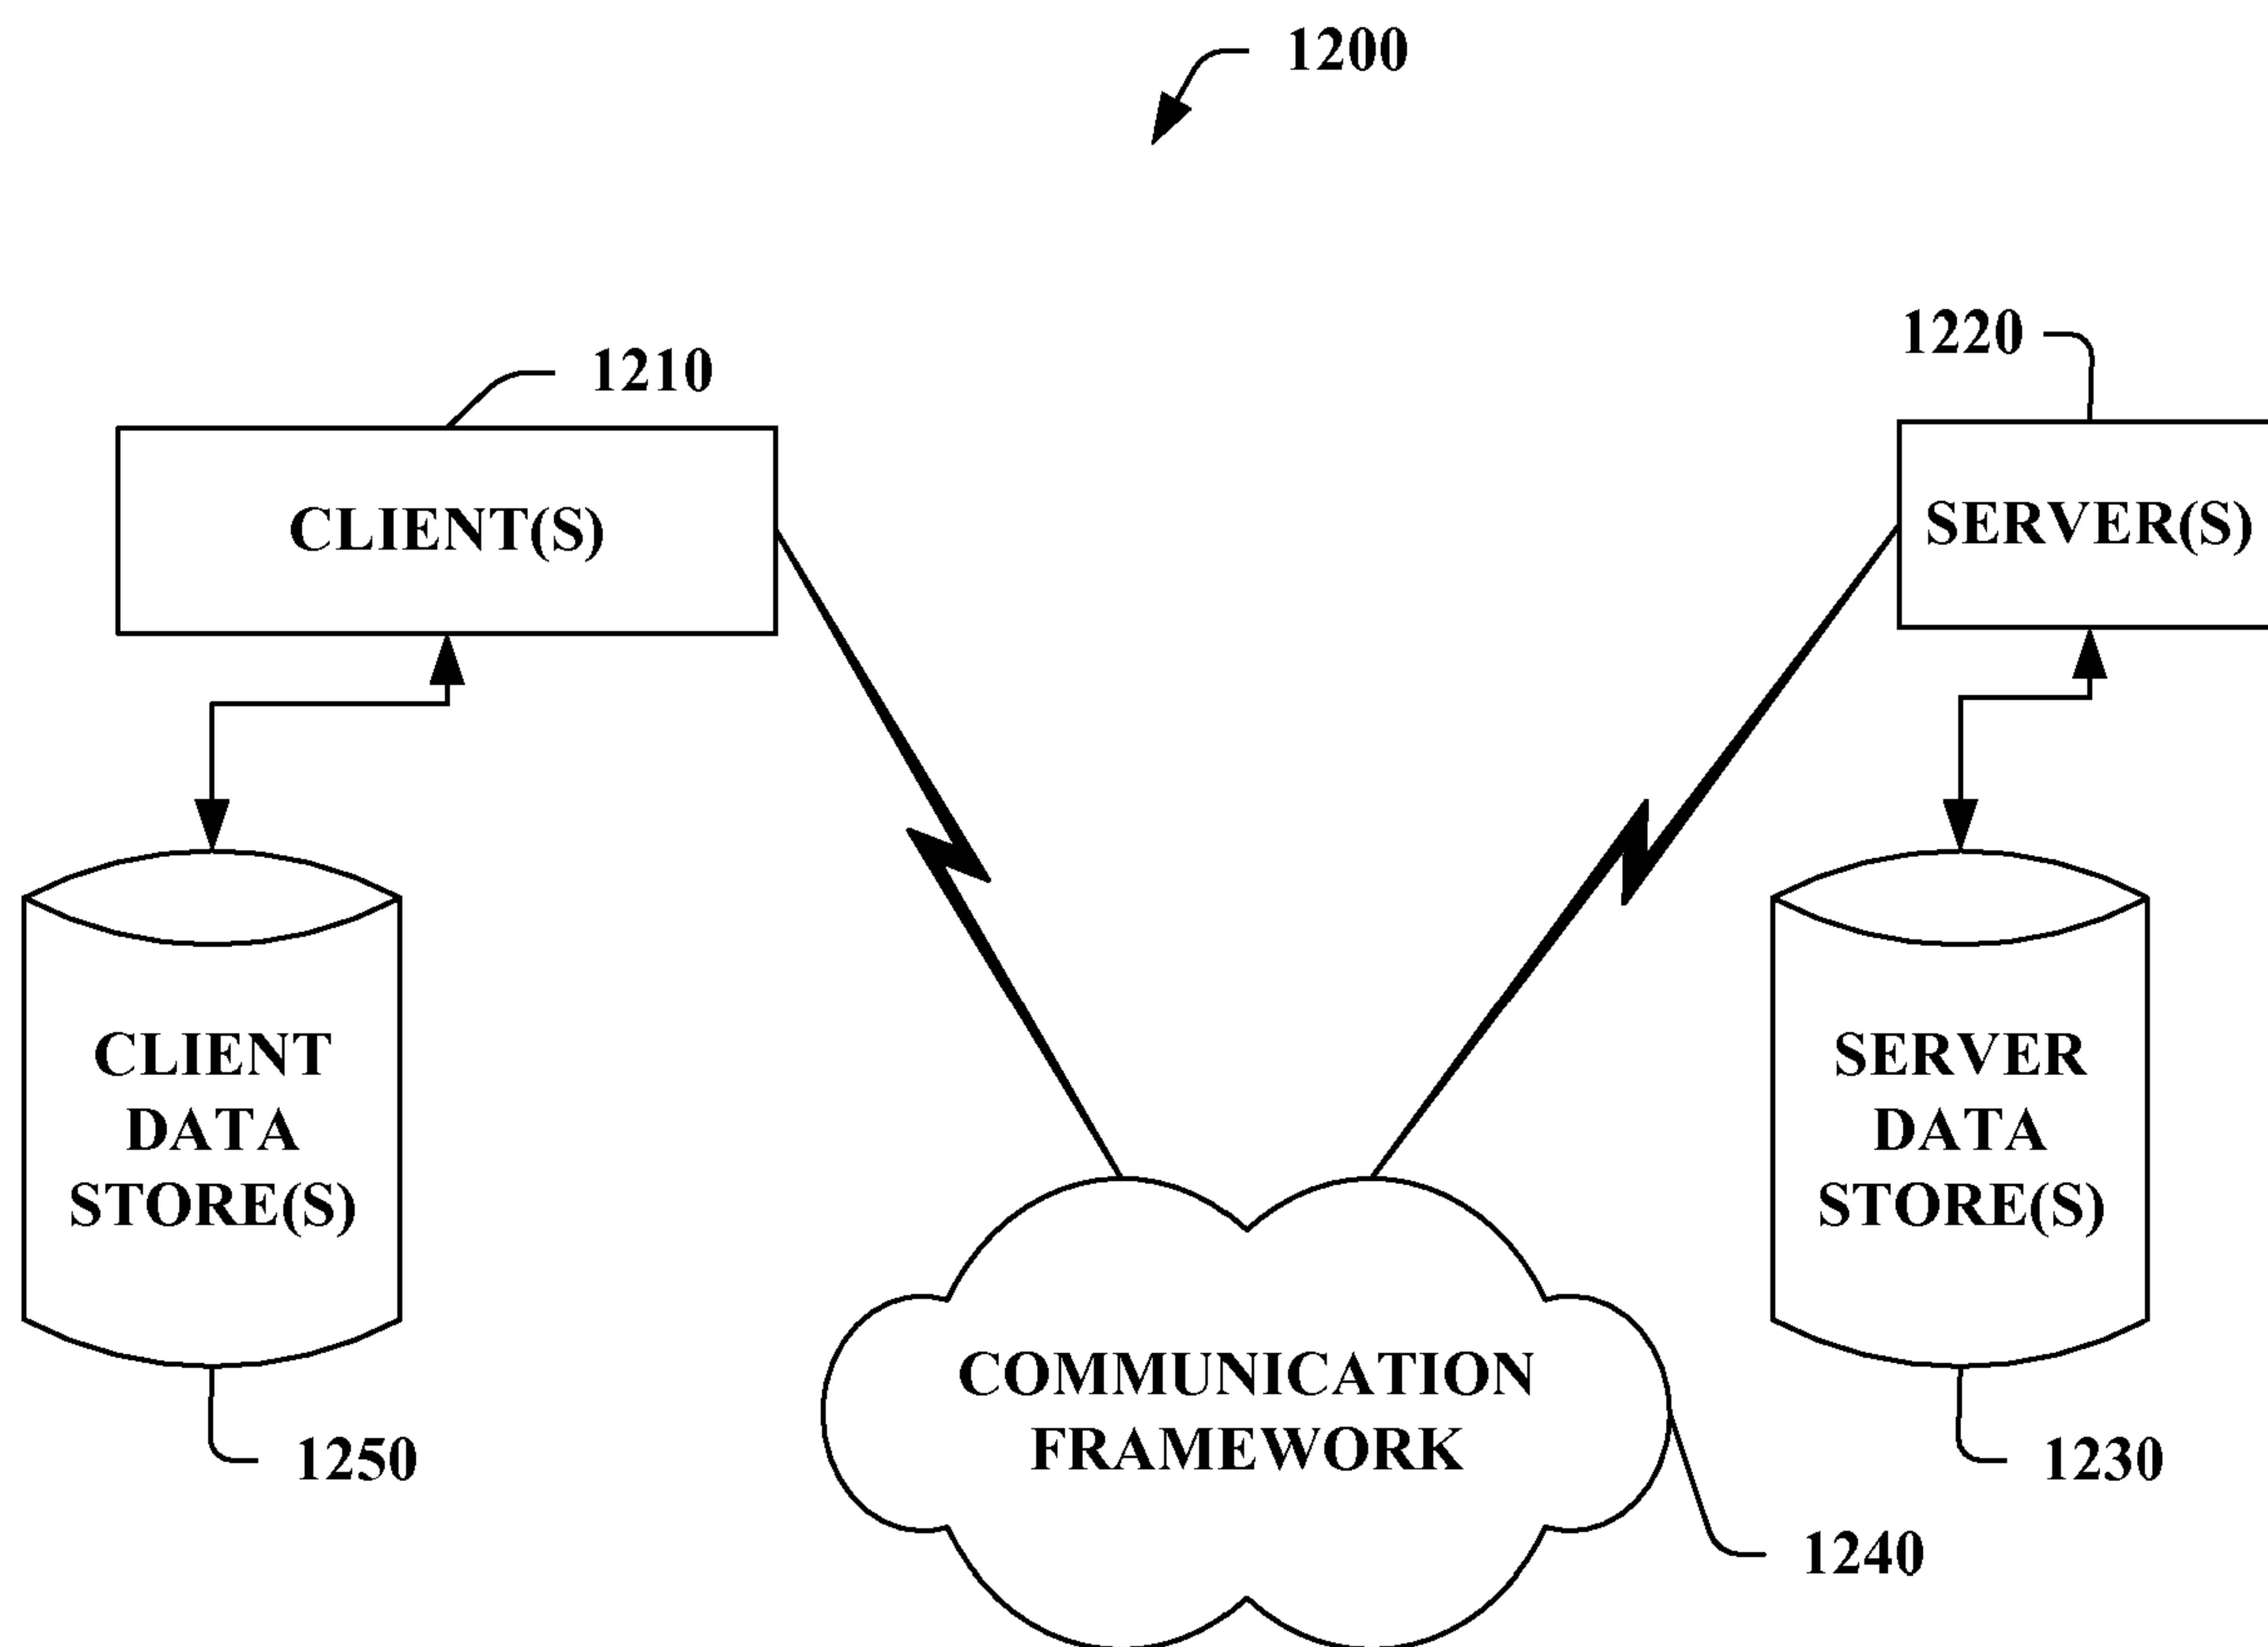 1200
1210
1220
CLIENT(S)
SERVER(S)
CLIENT
DATA
STORE(S)
SERVER
DATA
STORE(S)
COMMUNICATION
FRAMEWORK
1250
1230
1240